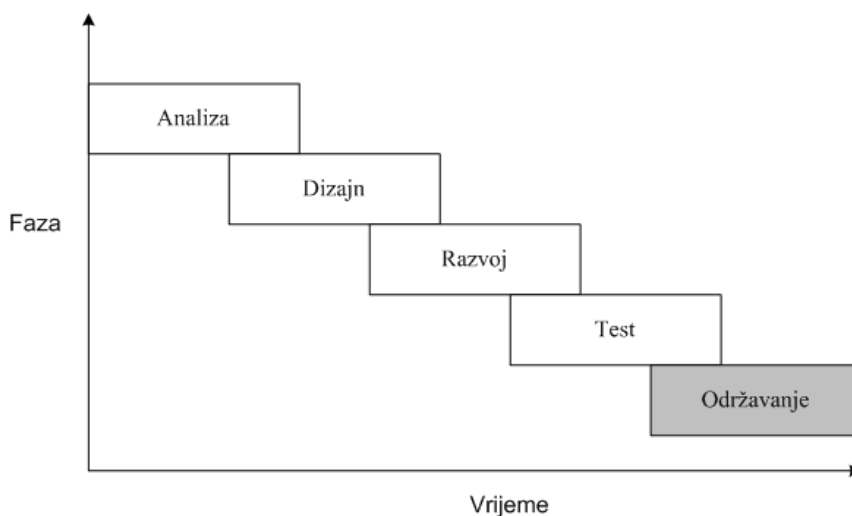 Analiza
Dizajn
Faza
Razvoj
Test
Održavanje
Vrijeme